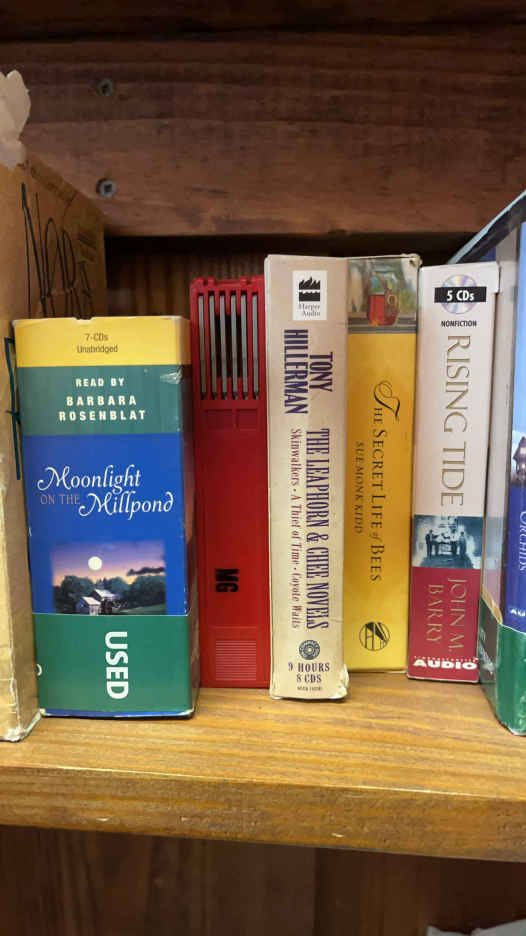 7-CDs
Unabridged
READ BY
BARBARA
ROSENBLAT
Moonlight
ON THE Millpond
USED
MG
Harper
Audio
TONY
HILLERMAN
THE LEAPHORN & CHEE NOVELS
Skinwalkers • A Thief of Time • Coyote Waits
9 HOURS
8 CDS
THE SECRET LIFE of BEES
SUE MONK KIDD
5 CDs
NONFICTION
RISING TIDE
JOHN M.
BARRY
AUDIO
ORCHIDS